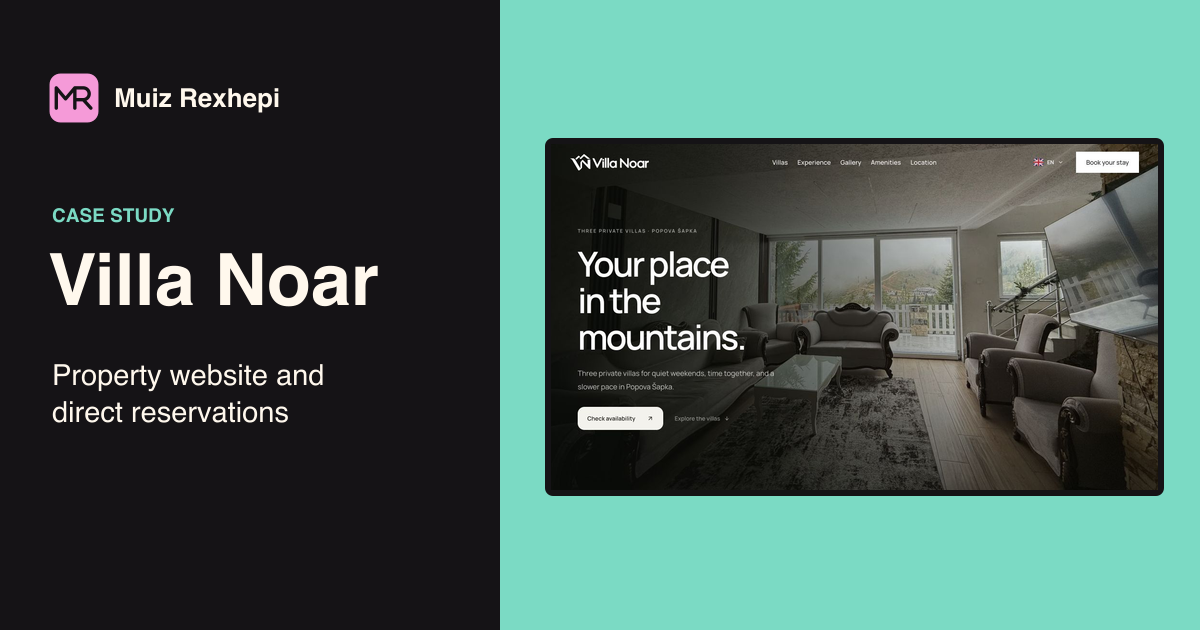 MR
Muiz Rexhepi
CASE STUDY
Villa Noar
Property website and
direct reservations
Villa Noar
Villas Experience Gallery Amenities Location
EN
Book your stay
THREE PRIVATE VILLAS · POPOVA ŠAPKA
Your place
in the
mountains.
Three private villas for quiet weekends, time together, and a
slower pace in Popova Šapka.
Check availability
Explore the villas